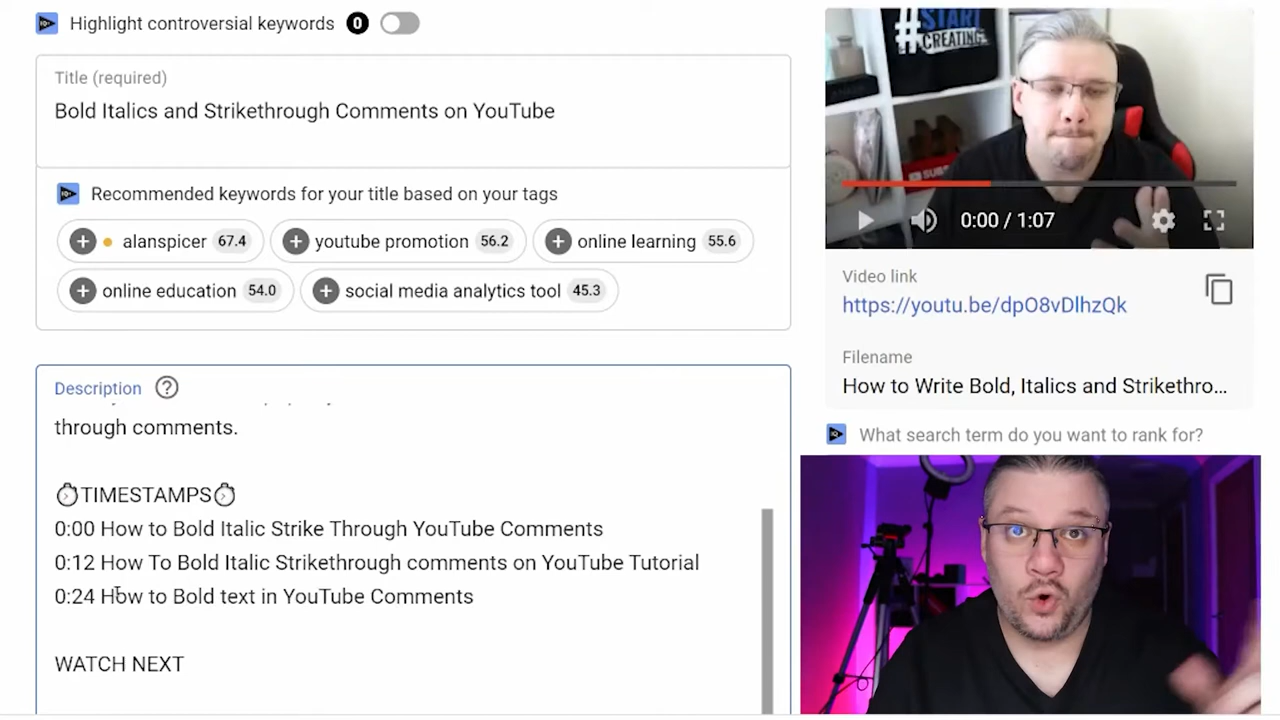 Highlight controversial keywords 0
Title (required)
Bold Italics and Strikethrough Comments on YouTube
Recommended keywords for your title based on your tags
alanspicer 67.4
youtube promotion 56.2
online learning 55.6
online education 54.0
social media analytics tool 45.3
Description ?
through comments.
⏱TIMESTAMPS⏱
0:00 How to Bold Italic Strike Through YouTube Comments
0:12 How To Bold Italic Strikethrough comments on YouTube Tutorial
0:24 How to Bold text in YouTube Comments
WATCH NEXT
#START
CREATING
0:00 / 1:07
Video link
https://youtu.be/dpO8vDlhzQk
Filename
How to Write Bold, Italics and Strikethro...
What search term do you want to rank for?